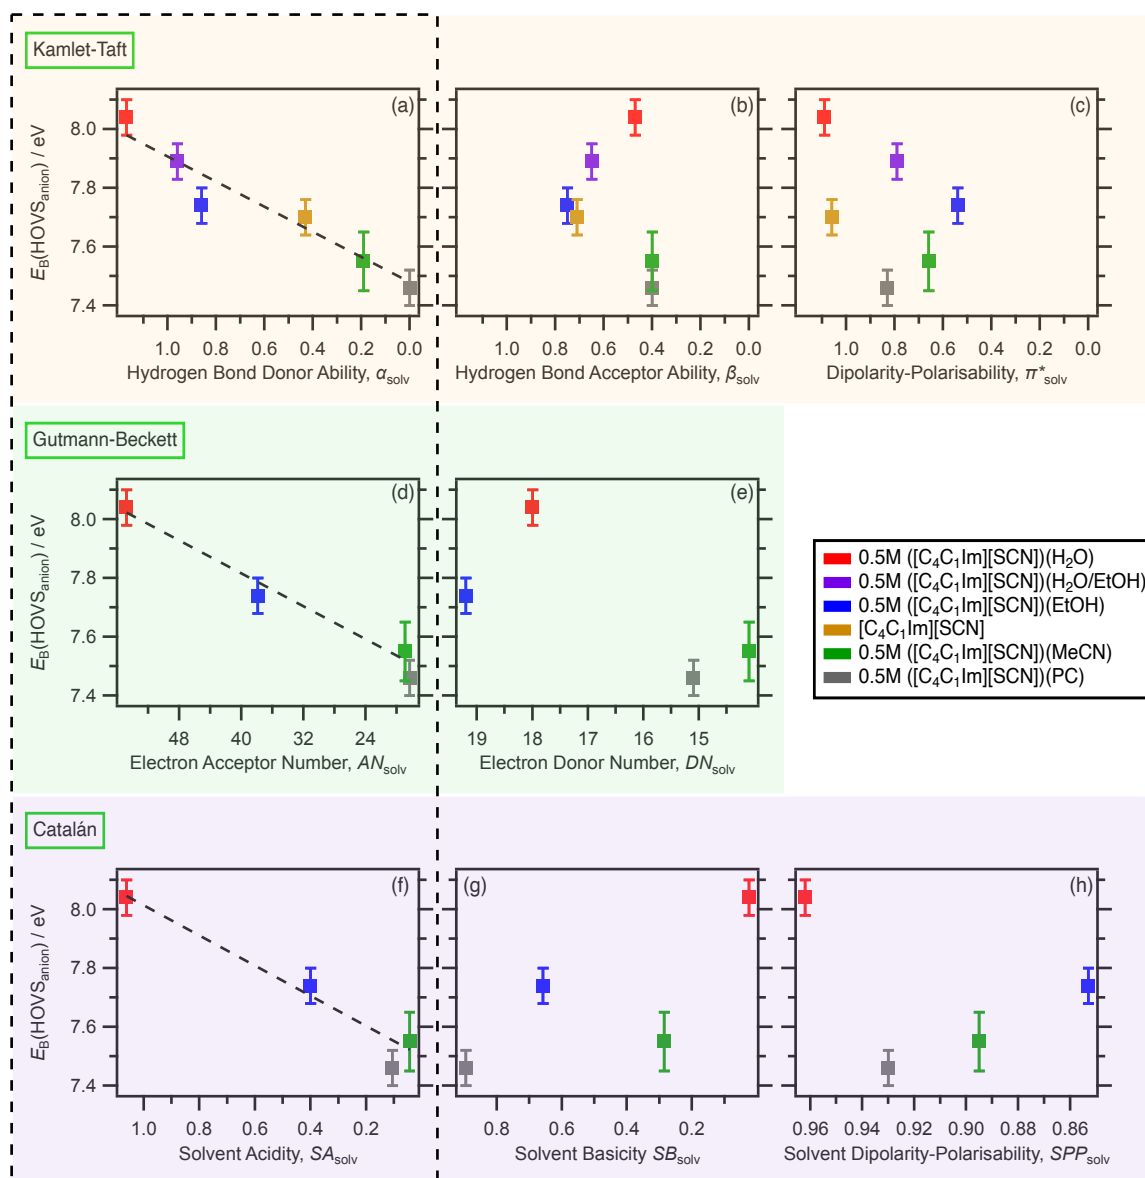 Kamlet-Taft
(a)
(b)
(c)
E_B(HOVS_anion) / eV
8.0
7.8
7.6
7.4
1.0 0.8 0.6 0.4 0.2 0.0
1.0 0.8 0.6 0.4 0.2 0.0
1.0 0.8 0.6 0.4 0.2 0.0
Hydrogen Bond Donor Ability, α_solv
Hydrogen Bond Acceptor Ability, β_solv
Dipolarity-Polarisability, π*_solv
Gutmann-Beckett
(d)
(e)
E_B(HOVS_anion) / eV
8.0
7.8
7.6
7.4
48 40 32 24
19 18 17 16 15
Electron Acceptor Number, AN_solv
Electron Donor Number, DN_solv
0.5M ([C₄C₁Im][SCN])(H₂O)
0.5M ([C₄C₁Im][SCN])(H₂O/EtOH)
0.5M ([C₄C₁Im][SCN])(EtOH)
[C₄C₁Im][SCN]
0.5M ([C₄C₁Im][SCN])(MeCN)
0.5M ([C₄C₁Im][SCN])(PC)
Catalán
(f)
(g)
(h)
E_B(HOVS_anion) / eV
8.0
7.8
7.6
7.4
1.0 0.8 0.6 0.4 0.2
0.8 0.6 0.4 0.2
0.96 0.94 0.92 0.90 0.88 0.86
Solvent Acidity, SA_solv
Solvent Basicity SB_solv
Solvent Dipolarity-Polarisability, SPP_solv